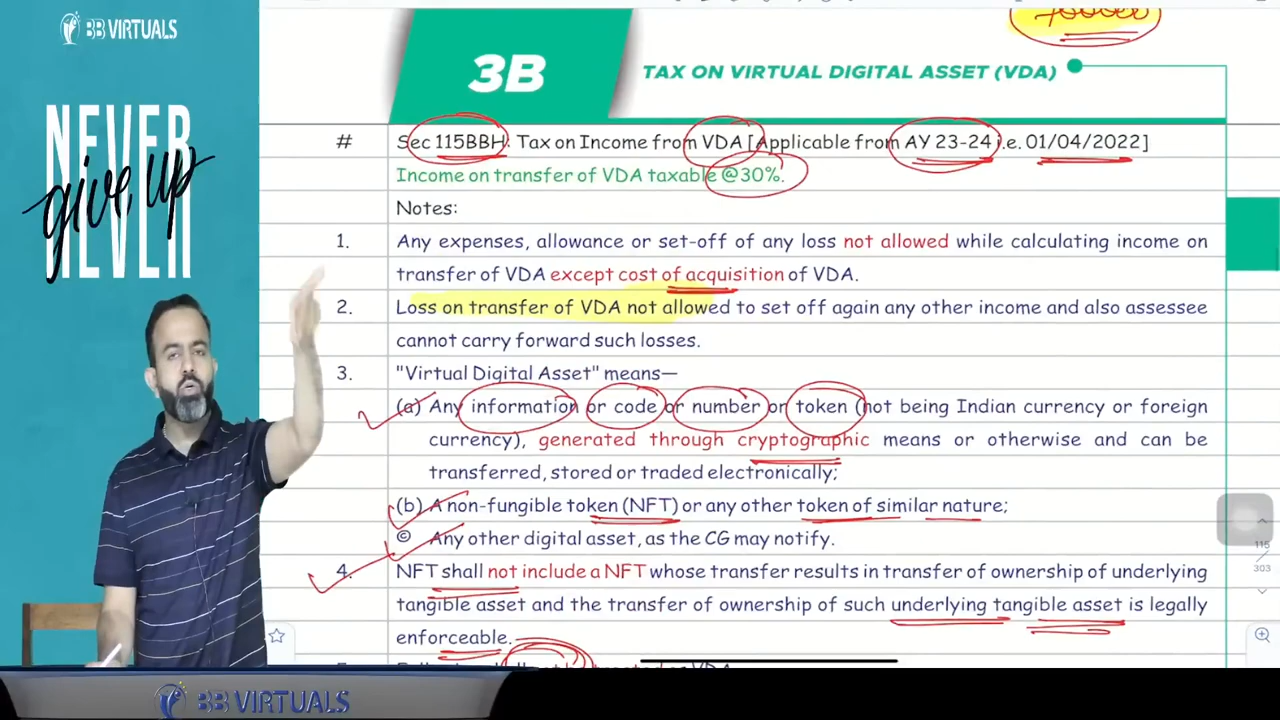 BB VIRTUALS
NEVER
give up
NEVER
3B
TAX ON VIRTUAL DIGITAL ASSET (VDA)
# Sec 115BBH: Tax on Income from VDA [Applicable from AY 23-24 i.e. 01/04/2022]
Income on transfer of VDA taxable @30%.
Notes:
1. Any expenses, allowance or set-off of any loss not allowed while calculating income on
transfer of VDA except cost of acquisition of VDA.
2. Loss on transfer of VDA not allowed to set off again any other income and also assessee
cannot carry forward such losses.
3. "Virtual Digital Asset" means—
(a) Any information or code or number or token (not being Indian currency or foreign
currency), generated through cryptographic means or otherwise and can be
transferred, stored or traded electronically;
(b) A non-fungible token (NFT) or any other token of similar nature;
© Any other digital asset, as the CG may notify.
4. NFT shall not include a NFT whose transfer results in transfer of ownership of underlying
tangible asset and the transfer of ownership of such underlying tangible asset is legally
enforceable.
115
303
BB VIRTUALS